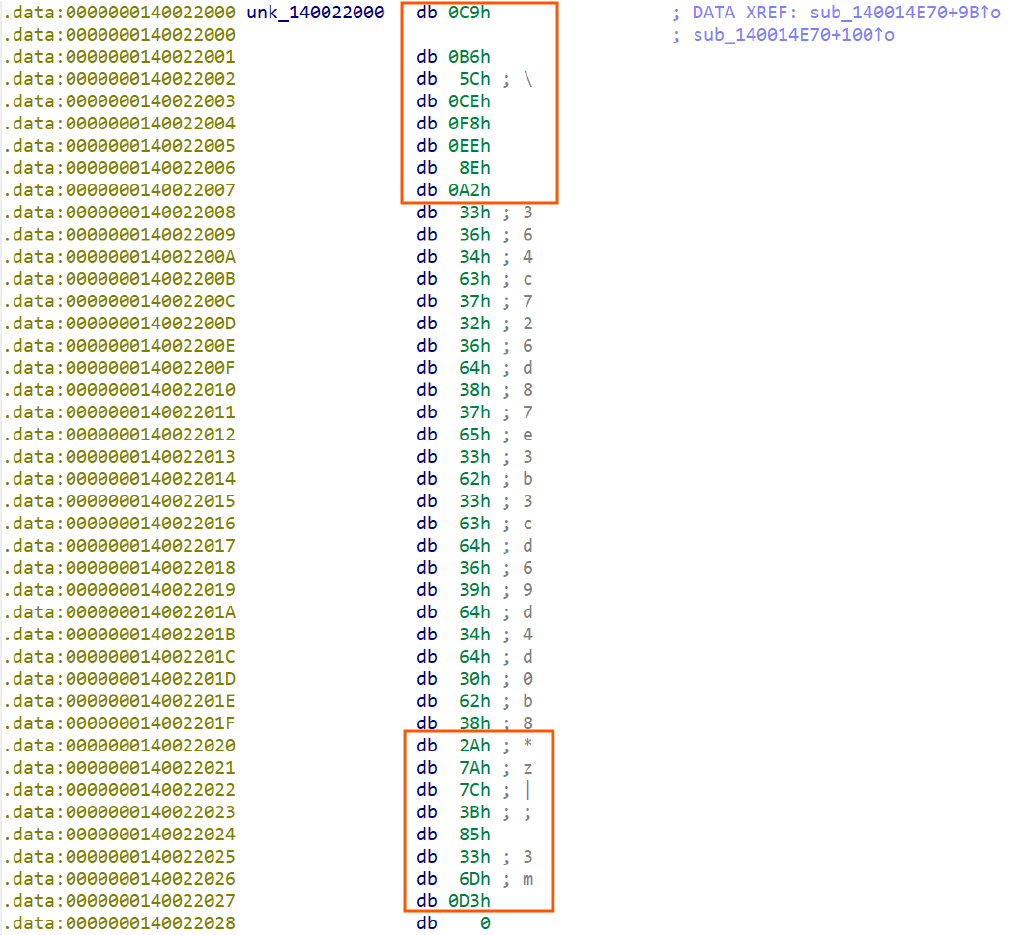 .data:0000000140022000 unk_140022000 db 0C9h ; DATA XREF: sub_140014E70+9B↑o
.data:0000000140022000 ; sub_140014E70+100↑o
.data:0000000140022001 db 0B6h
.data:0000000140022002 db 5Ch ; \
.data:0000000140022003 db 0CEh
.data:0000000140022004 db 0F8h
.data:0000000140022005 db 0EEh
.data:0000000140022006 db 8Eh
.data:0000000140022007 db 0A2h
.data:0000000140022008 db 33h ; 3
.data:0000000140022009 db 36h ; 6
.data:000000014002200A db 34h ; 4
.data:000000014002200B db 63h ; c
.data:000000014002200C db 37h ; 7
.data:000000014002200D db 32h ; 2
.data:000000014002200E db 36h ; 6
.data:000000014002200F db 64h ; d
.data:0000000140022010 db 38h ; 8
.data:0000000140022011 db 37h ; 7
.data:0000000140022012 db 65h ; e
.data:0000000140022013 db 33h ; 3
.data:0000000140022014 db 62h ; b
.data:0000000140022015 db 33h ; 3
.data:0000000140022016 db 63h ; c
.data:0000000140022017 db 64h ; d
.data:0000000140022018 db 36h ; 6
.data:0000000140022019 db 39h ; 9
.data:000000014002201A db 64h ; d
.data:000000014002201B db 34h ; 4
.data:000000014002201C db 64h ; d
.data:000000014002201D db 30h ; 0
.data:000000014002201E db 62h ; b
.data:000000014002201F db 38h ; 8
.data:0000000140022020 db 2Ah ; *
.data:0000000140022021 db 7Ah ; z
.data:0000000140022022 db 7Ch ; |
.data:0000000140022023 db 3Bh ; ;
.data:0000000140022024 db 85h
.data:0000000140022025 db 33h ; 3
.data:0000000140022026 db 6Dh ; m
.data:0000000140022027 db 0D3h
.data:0000000140022028 db 0